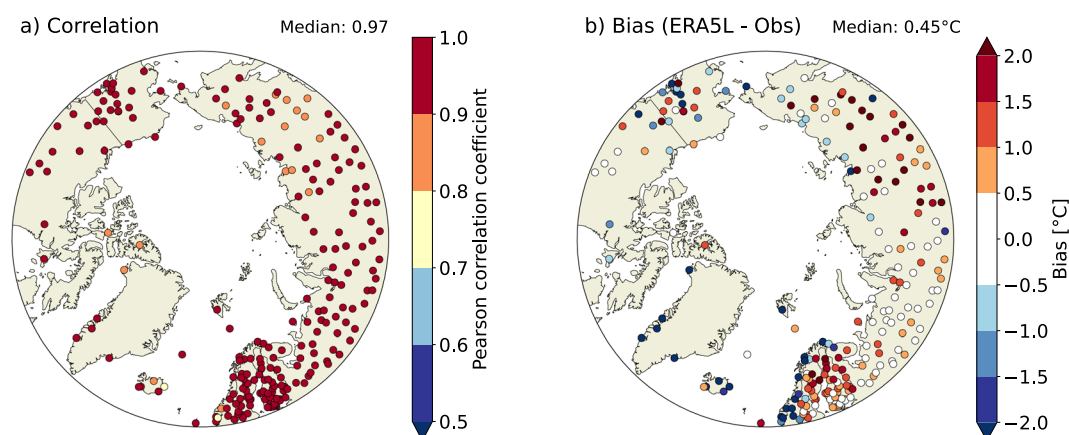 a) Correlation
Median: 0.97
1.0
0.9
0.8
0.7
0.6
0.5
Pearson correlation coefficient
b) Bias (ERA5L - Obs)
Median: 0.45°C
2.0
1.5
1.0
0.5
0.0
−0.5
−1.0
−1.5
−2.0
Bias [°C]